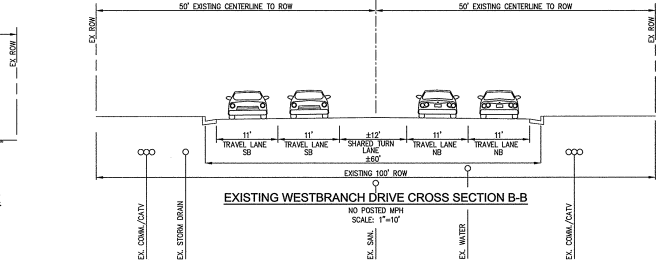 50' EXISTING CENTERLINE TO ROW
50' EXISTING CENTERLINE TO ROW
EX ROW
EX ROW
EX ROW
11'
TRAVEL LANE
SB
11'
TRAVEL LANE
SB
±12'
SHARED TURN
LANE
11'
TRAVEL LANE
NB
11'
TRAVEL LANE
NB
±60'
EXISTING 100' ROW
EXISTING WESTBRANCH DRIVE CROSS SECTION B-B
NO POSTED MPH
SCALE: 1"=10'
EX. COMM./CATV
EX. STORM DRAIN
EX. SAN.
EX. WATER
EX. COMM./CATV